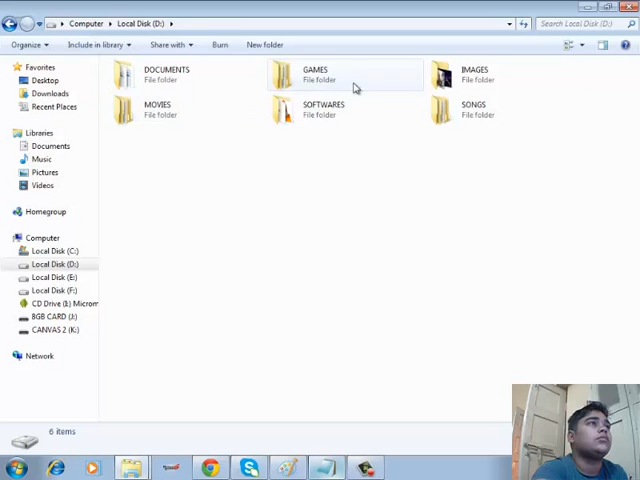 Computer ▸ Local Disk (D:) ▸
Search Local Disk (D:)
Organize Include in library Share with Burn New folder
Favorites
Desktop
Downloads
Recent Places
Libraries
Documents
Music
Pictures
Videos
Homegroup
Computer
Local Disk (C:)
Local Disk (D:)
Local Disk (E:)
Local Disk (F:)
CD Drive (I:) Microm
8GB CARD (J:)
CANVAS 2 (K:)
Network
DOCUMENTS
File folder
GAMES
File folder
IMAGES
File folder
MOVIES
File folder
SOFTWARES
File folder
SONGS
File folder
6 items